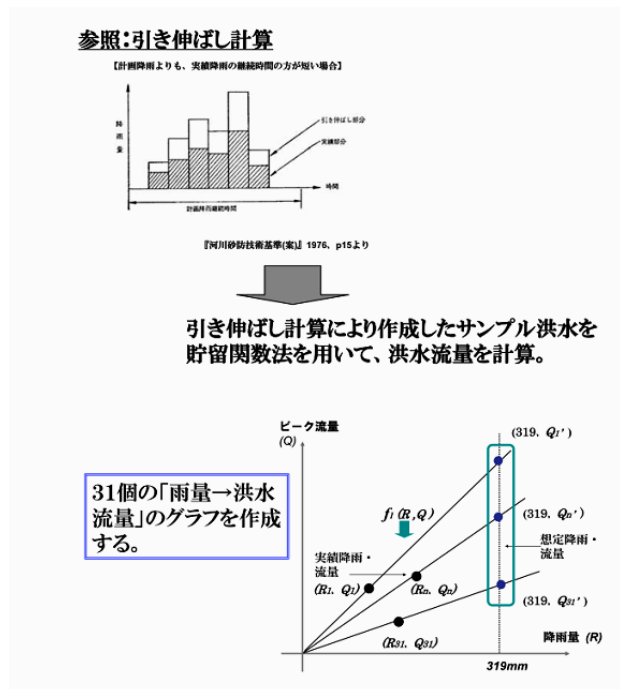 参照:引き伸ばし計算
【計画降雨よりも、実績降雨の継続時間の方が短い場合】
降雨量
引き伸ばし部分
実績部分
時間
計画降雨継続時間
『河川砂防技術基準(案)』1976、p15より
引き伸ばし計算により作成したサンプル洪水を
貯留関数法を用いて、洪水流量を計算。
ピーク流量
(Q)
(319, Q1')
31個の「雨量→洪水
流量」のグラフを作成
する。
f1 (R,Q)
(319, Qn')
想定降雨・
流量
実績降雨・
流量
(R1, Q1)
(Rn, Qn)
(319, Q31')
(R31, Q31)
降雨量 (R)
319mm